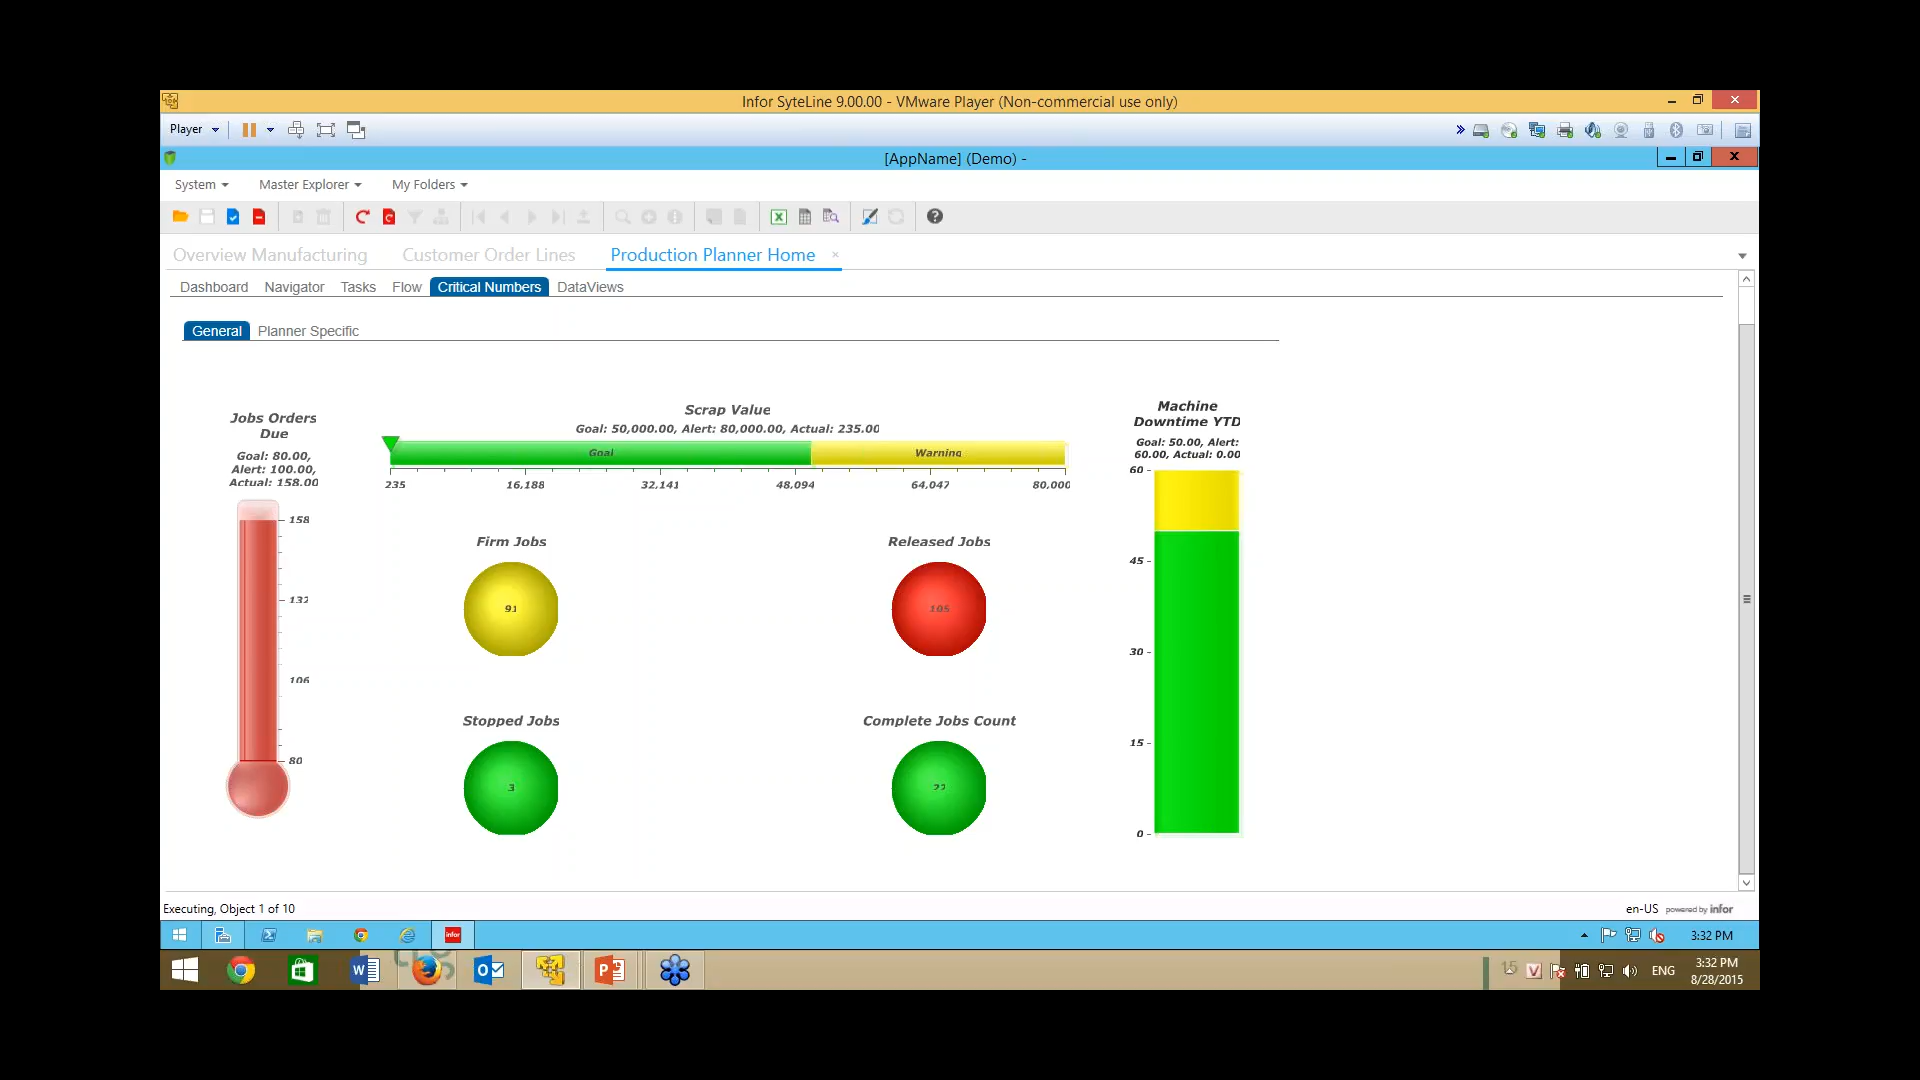 Infor SyteLine 9.00.00 - VMware Player (Non-commercial use only)
Player
[AppName] (Demo) -
System Master Explorer My Folders
Overview Manufacturing Customer Order Lines Production Planner Home
Dashboard Navigator Tasks Flow Critical Numbers DataViews
General Planner Specific
Jobs Orders
Due
Goal: 80.00,
Alert: 100.00,
Actual: 158.00
158
132
106
80
Scrap Value
Goal: 50,000.00, Alert: 80,000.00, Actual: 235.00
Goal Warning
235 16,188 32,141 48,094 64,047 80,000
Firm Jobs
91
Released Jobs
105
Stopped Jobs
3
Complete Jobs Count
22
Machine
Downtime YTD
Goal: 50.00, Alert:
60.00, Actual: 0.00
60
45
30
15
0
Executing, Object 1 of 10
en-US powered by infor
infor
3:32 PM
ENG
3:32 PM
8/28/2015